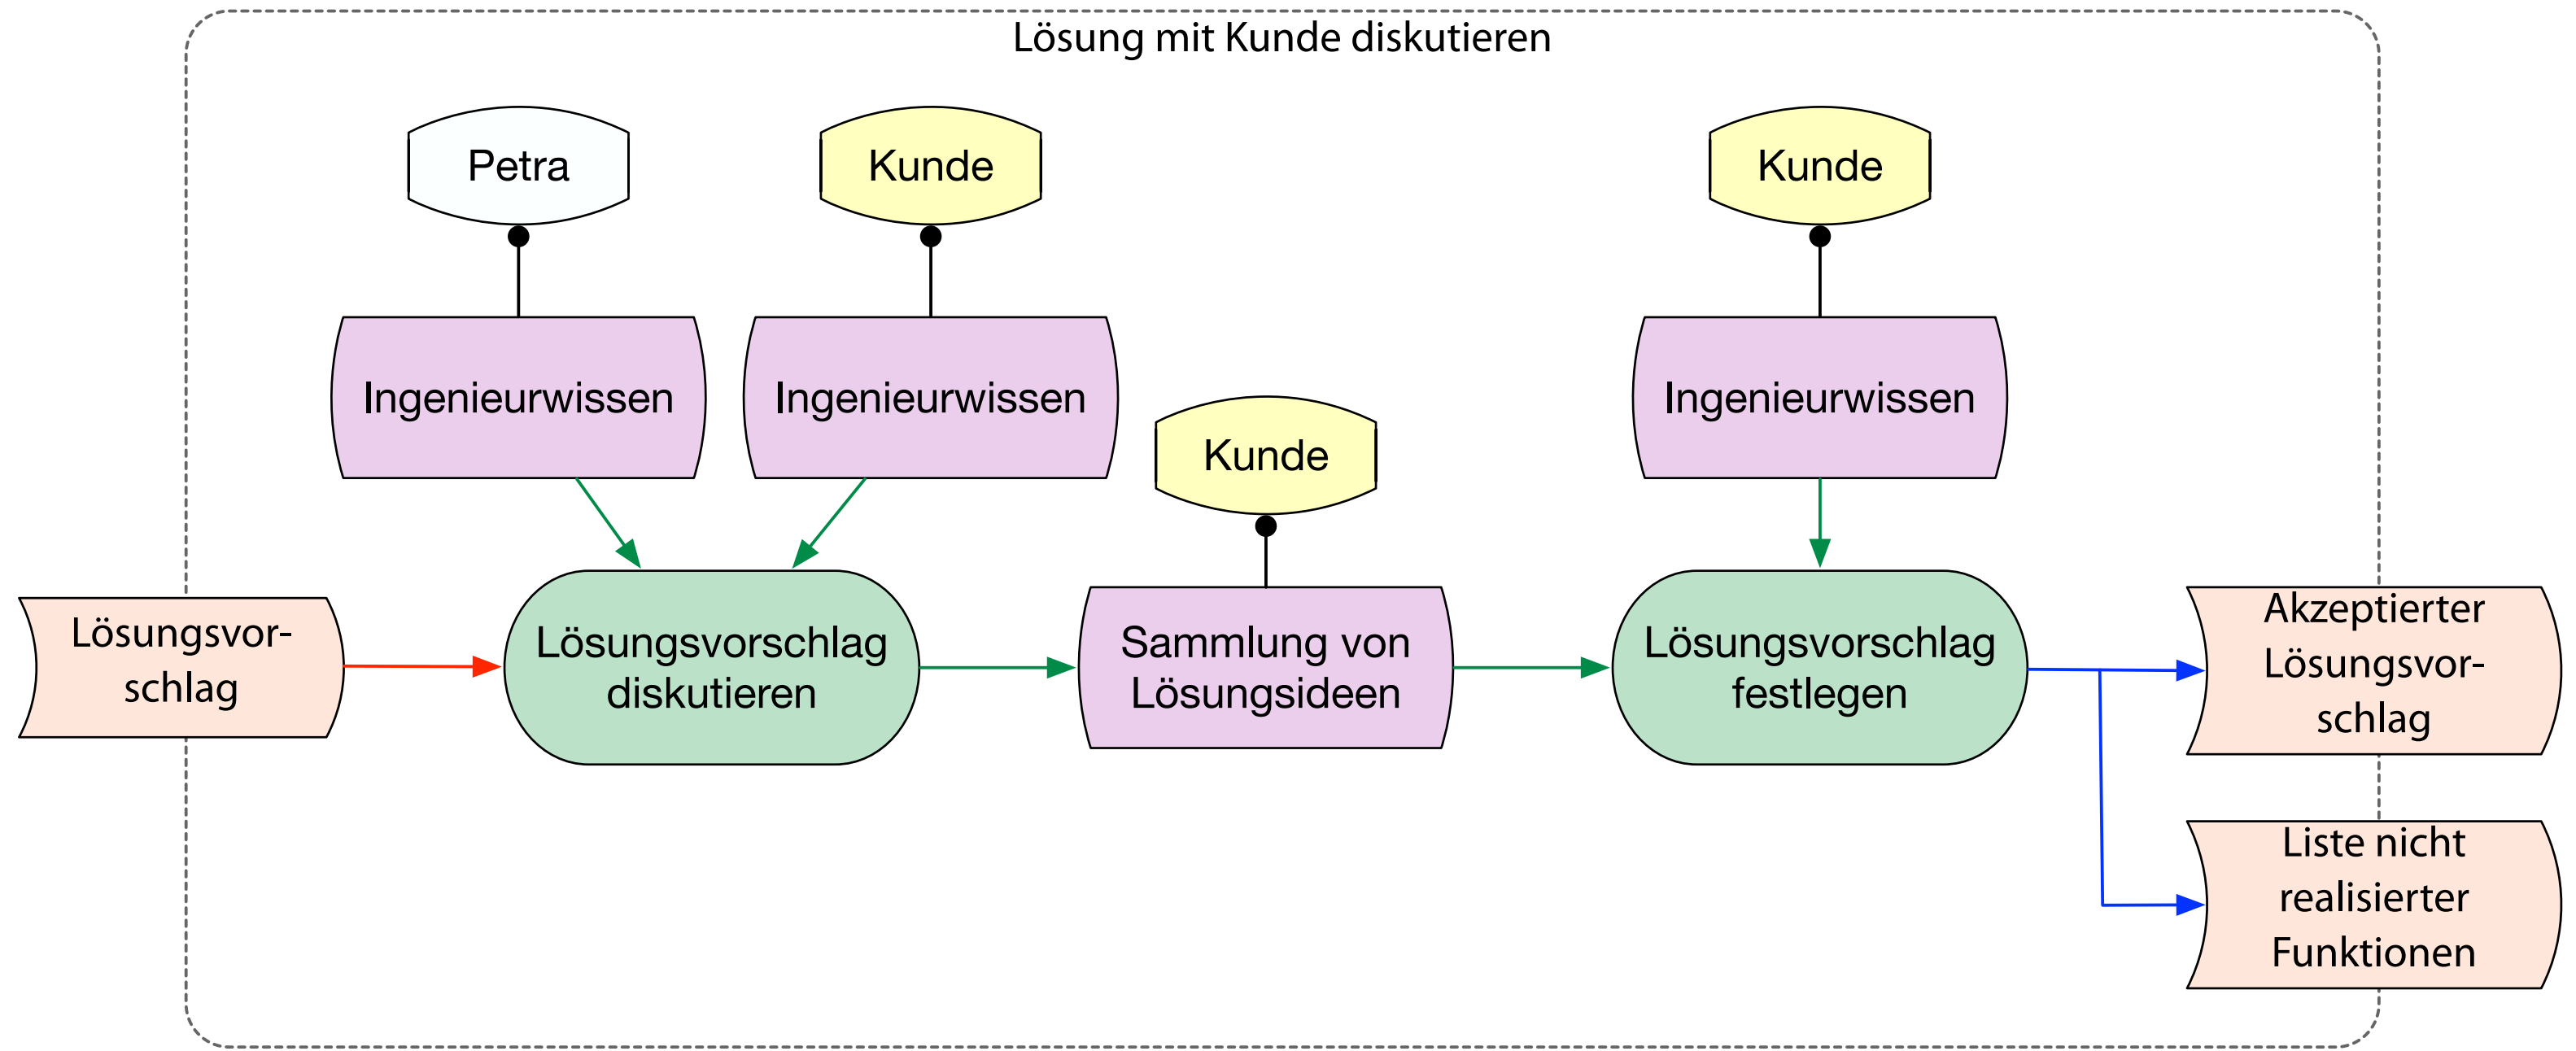 Lösung mit Kunde diskutieren
Petra
Kunde
Kunde
Ingenieurwissen
Ingenieurwissen
Ingenieurwissen
Kunde
Lösungsvor-
schlag
Lösungsvorschlag
diskutieren
Sammlung von
Lösungsideen
Lösungsvorschlag
festlegen
Akzeptierter
Lösungsvor-
schlag
Liste nicht
realisierter
Funktionen